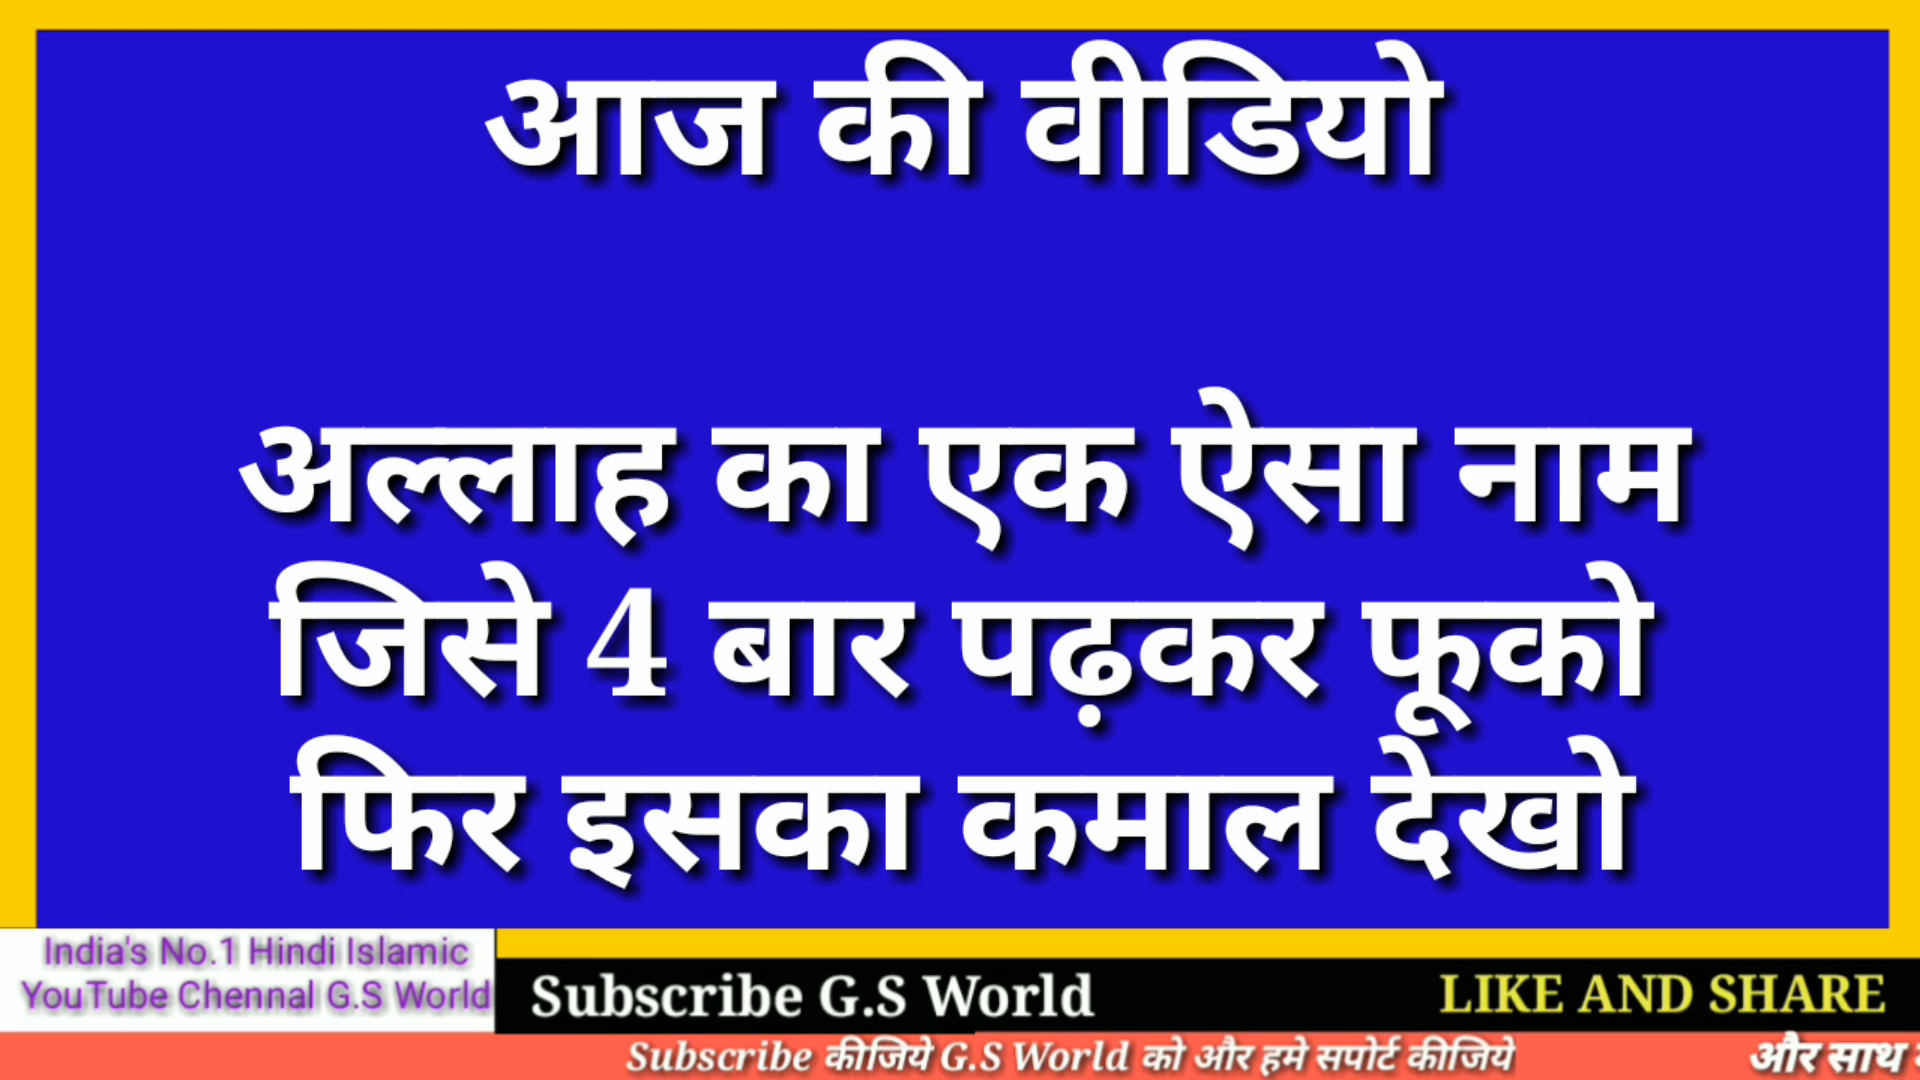 आज की वीडियो
अल्लाह का एक ऐसा नाम
जिसे 4 बार पढ़कर फूको
फिर इसका कमाल देखो
India's No.1 Hindi Islamic
YouTube Chennal G.S World
Subscribe G.S World
LIKE AND SHARE
Subscribe कीजिये G.S World को और हमे सपोर्ट कीजिये
और साथ